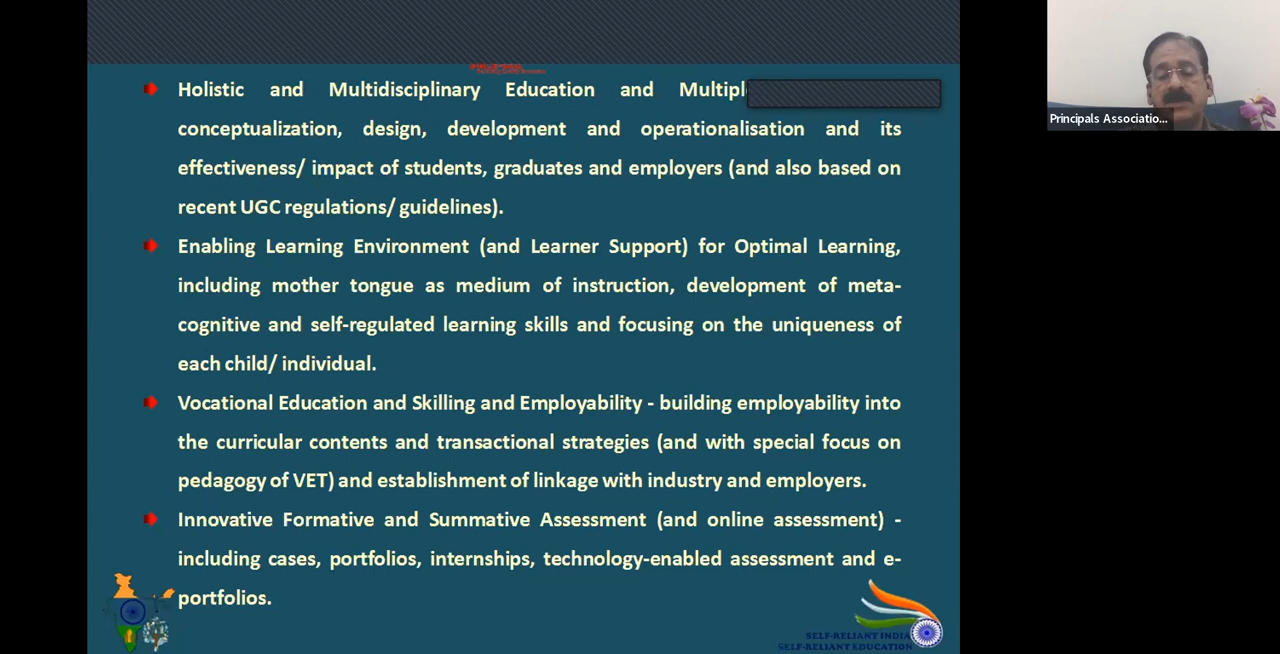 Holistic and Multidisciplinary Education and
conceptualization, design, development and operationalisation and its
effectiveness/ impact of students, graduates and employers (and also based on
recent UGC regulations/ guidelines).
Enabling Learning Environment (and Learner Support) for Optimal Learning,
including mother tongue as medium of instruction, development of meta-
cognitive and self-regulated learning skills and focusing on the uniqueness of
each child/ individual.
Vocational Education and Skilling and Employability - building employability into
the curricular contents and transactional strategies (and with special focus on
pedagogy of VET) and establishment of linkage with industry and employers.
Innovative Formative and Summative Assessment (and online assessment) -
including cases, portfolios, internships, technology-enabled assessment and e-
portfolios.
SELF-RELIANT INDIA
SELF-RELIANT EDUCATION
Principals Associatio...